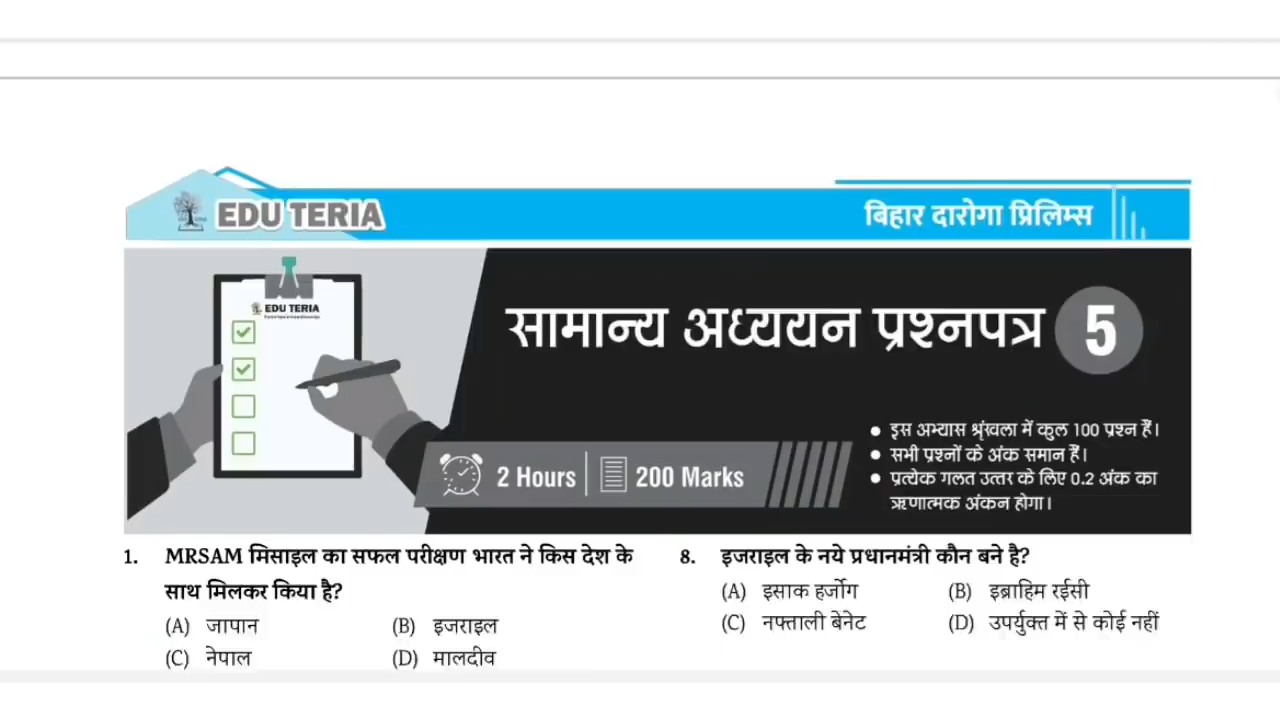 EDU TERIA
बिहार दारोगा प्रिलिम्स
EDU TERIA
सामान्य अध्ययन प्रश्नपत्र 5
2 Hours 200 Marks
● इस अभ्यास श्रृंखला में कुल 100 प्रश्न हैं।
● सभी प्रश्नों के अंक समान हैं।
● प्रत्येक गलत उत्तर के लिए 0.2 अंक का
ऋणात्मक अंकन होगा।
1. MRSAM मिसाइल का सफल परीक्षण भारत ने किस देश के
साथ मिलकर किया है?
(A) जापान (B) इजराइल
(C) नेपाल (D) मालदीव
8. इजराइल के नये प्रधानमंत्री कौन बने है?
(A) इसाक हर्जोग (B) इब्राहिम रईसी
(C) नफ्ताली बेनेट (D) उपर्युक्त में से कोई नहीं